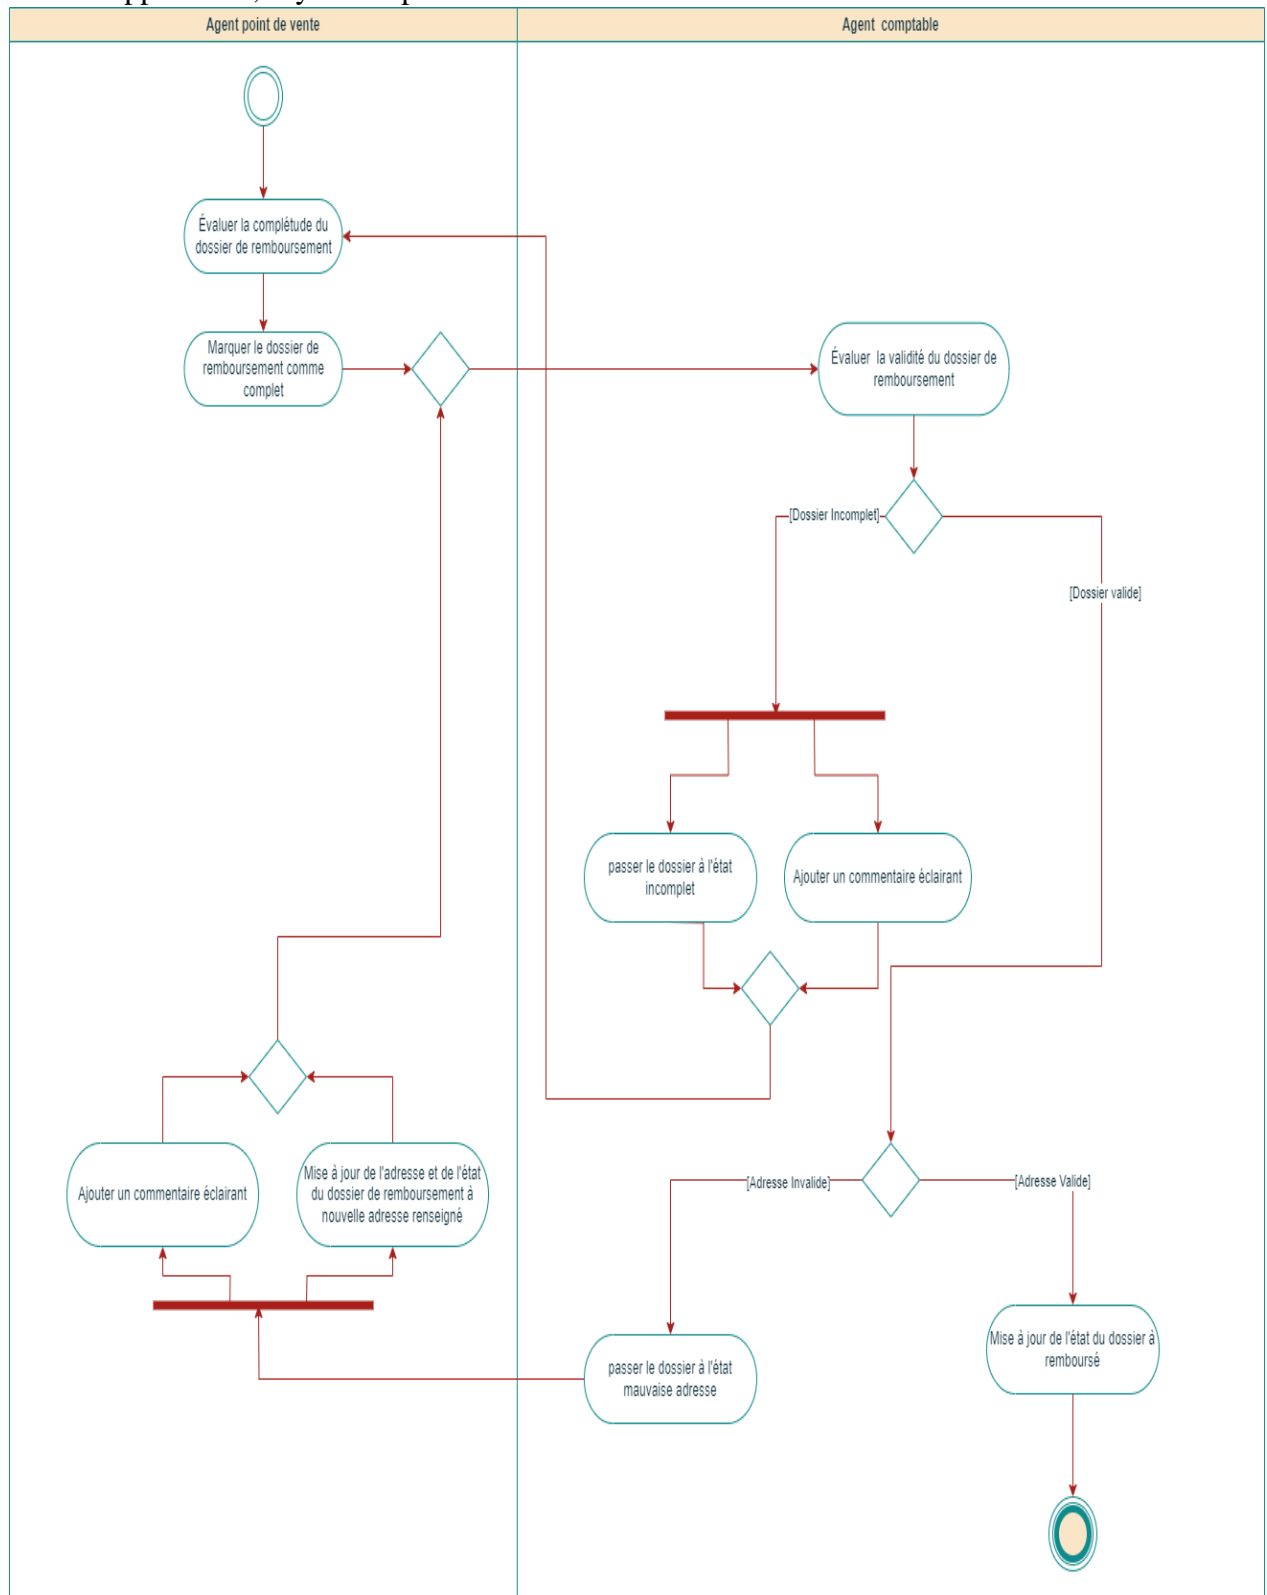 Agent point de vente
Agent comptable
Évaluer la complétude du
dossier de remboursement
Marquer le dossier de
remboursement comme
complet
Évaluer la validité du dossier de
remboursement
[Dossier Incomplet]
[Dossier valide]
passer le dossier à l'état
incomplet
Ajouter un commentaire éclairant
Ajouter un commentaire éclairant
Mise à jour de l'adresse et de l'état
du dossier de remboursement à
nouvelle adresse renseigné
[Adresse Invalide]
[Adresse Valide]
passer le dossier à l'état
mauvaise adresse
Mise à jour de l'état du dossier à
remboursé